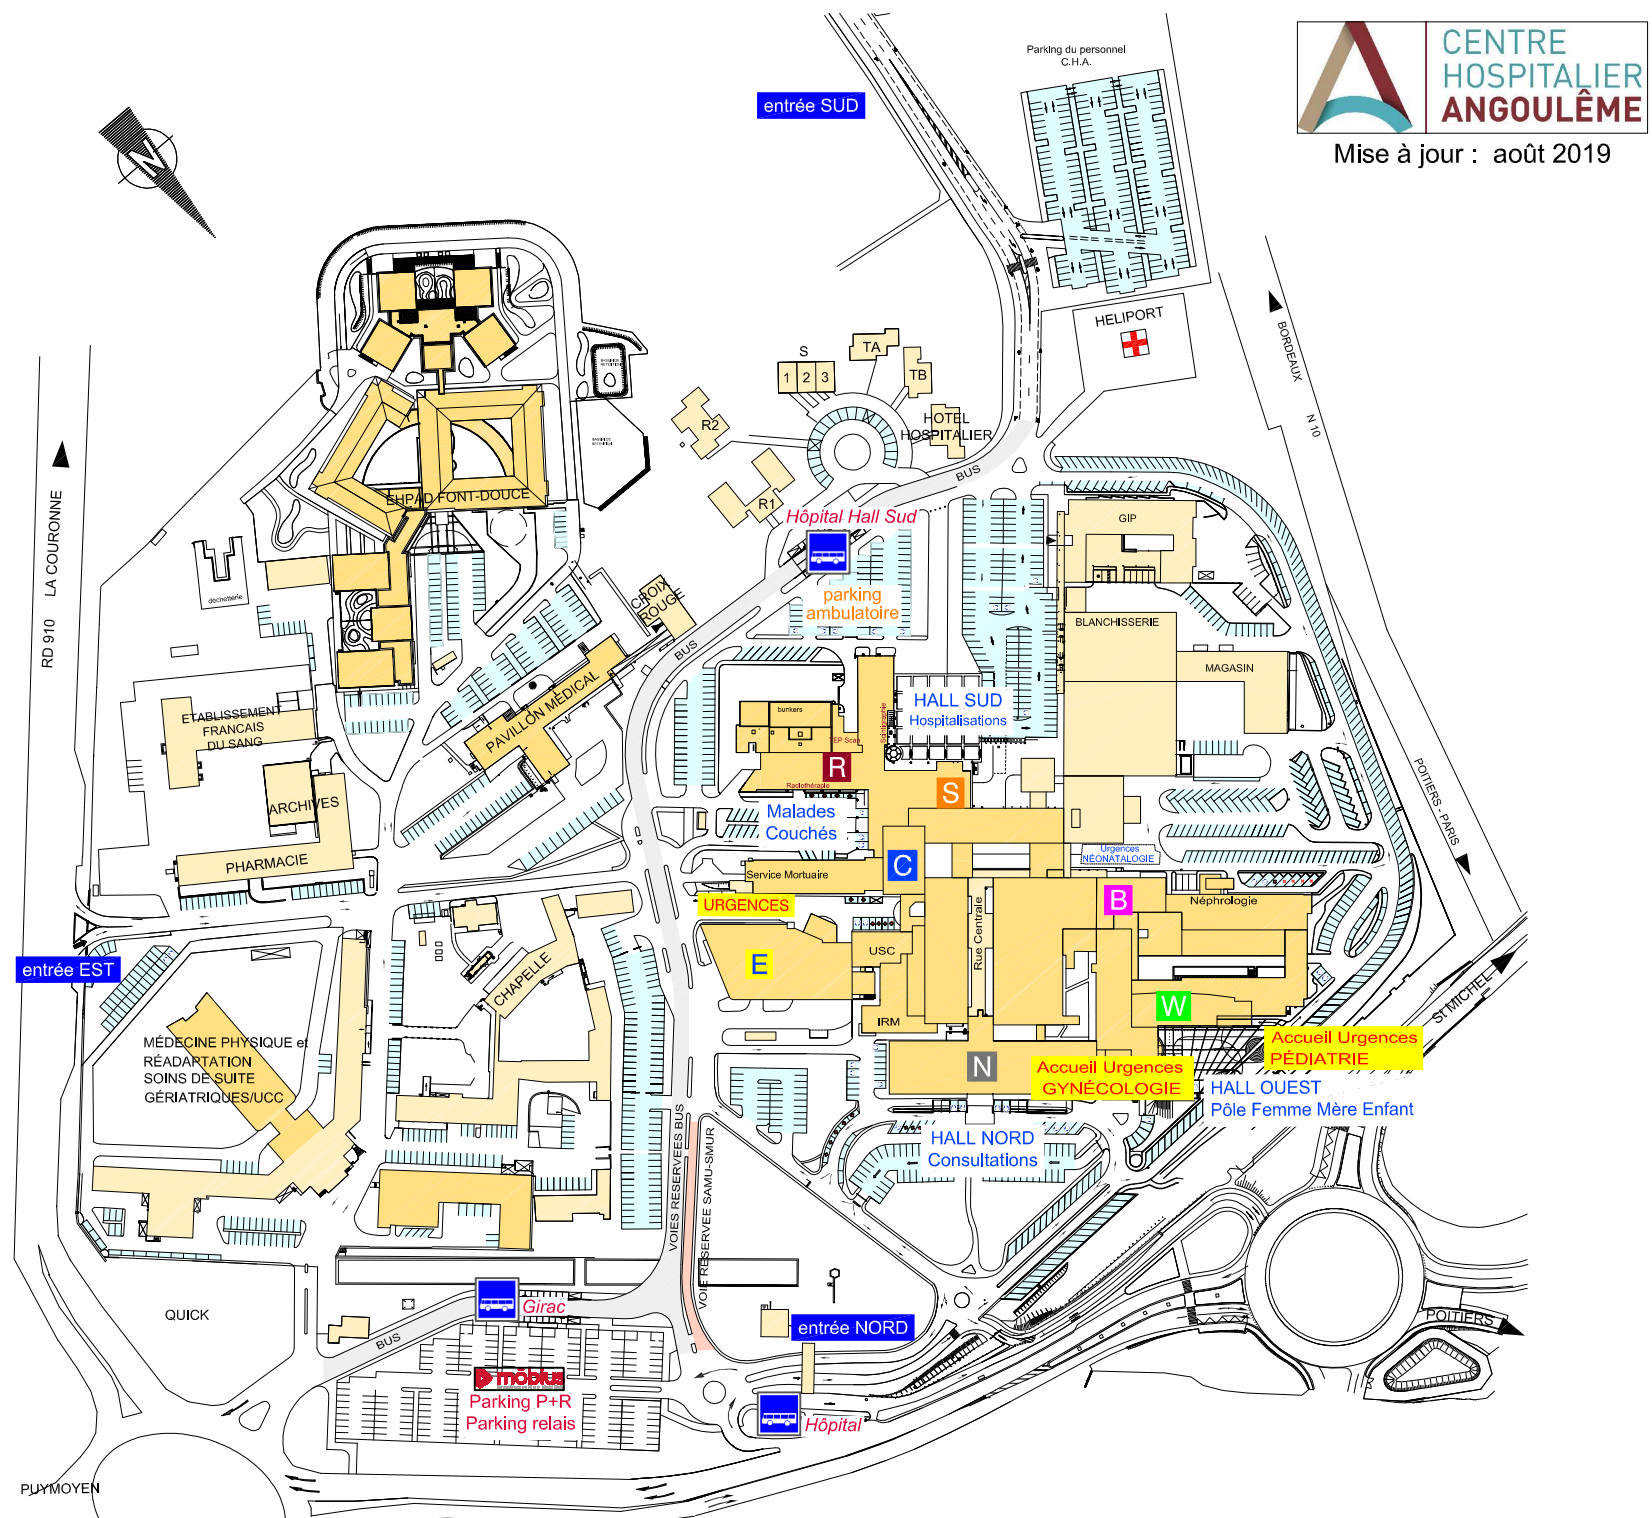 CENTRE
HOSPITALIER
ANGOULÊME
Mise à jour : août 2019
Parking du personnel
C.H.A.
entrée SUD
N
HELIPORT
BORDEAUX
N 10
S
1 2 3
TA
TB
R2
HOTEL
HOSPITALIER
R1
BUS
EHPAD FONT-DOUCE
RD 910 LA COURONNE
Hôpital Hall Sud
GIP
parking
ambulatoire
déchetterie
CROIX
ROUGE
BUS
BLANCHISSERIE
MAGASIN
PAVILLON MEDICAL
HALL SUD
Hospitalisations
bunkers
TEP Scan
Scintigraphie
ETABLISSEMENT
FRANCAIS
DU SANG
R
Radiothérapie
S
Malades
Couchés
POITIERS - PARIS
ARCHIVES
PHARMACIE
C
Urgences
NÉONATALOGIE
Service Mortuaire
URGENCES
B
Néphrologie
Rue Centrale
USC
E
entrée EST
CHAPELLE
W
St MICHEL
IRM
MÉDECINE PHYSIQUE et
RÉADAPTATION
SOINS DE SUITE
GÉRIATRIQUES/UCC
N
Accueil Urgences
PÉDIATRIE
Accueil Urgences
GYNÉCOLOGIE
HALL OUEST
Pôle Femme Mère Enfant
HALL NORD
Consultations
VOIES RESERVEES BUS
VOIE RESERVEE SAMU-SMUR
QUICK
Girac
BUS
entrée NORD
POITIERS
möbius
Parking P+R
Parking relais
Hôpital
PUYMOYEN